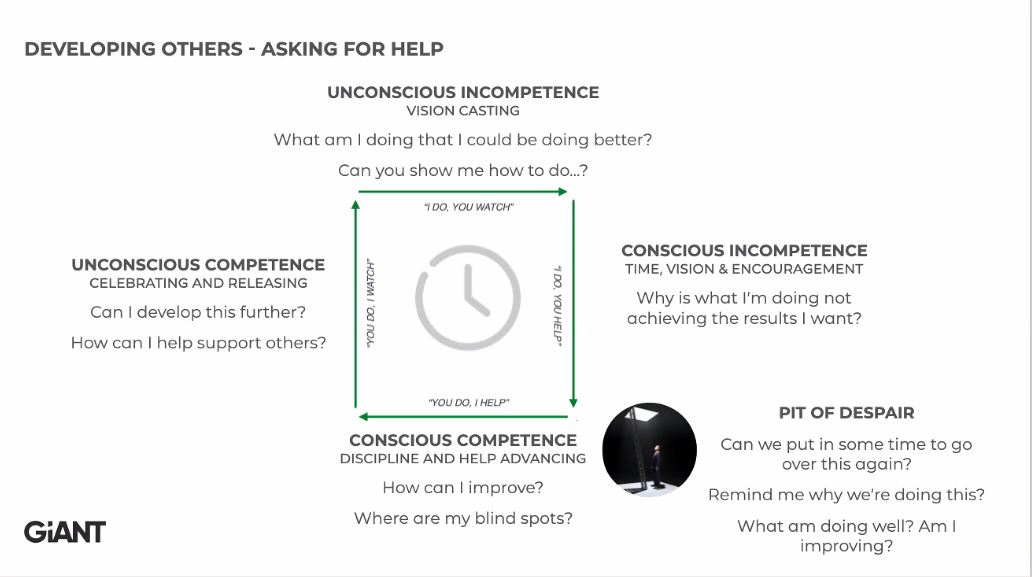 DEVELOPING OTHERS - ASKING FOR HELP
UNCONSCIOUS INCOMPETENCE
VISION CASTING
What am I doing that I could be doing better?
Can you show me how to do...?
"I DO, YOU WATCH"
UNCONSCIOUS COMPETENCE
CELEBRATING AND RELEASING
Can I develop this further?
How can I help support others?
"YOU DO, I WATCH"
"I DO, YOU HELP"
CONSCIOUS INCOMPETENCE
TIME, VISION & ENCOURAGEMENT
Why is what I'm doing not
achieving the results I want?
"YOU DO, I HELP"
CONSCIOUS COMPETENCE
DISCIPLINE AND HELP ADVANCING
How can I improve?
Where are my blind spots?
PIT OF DESPAIR
Can we put in some time to go
over this again?
Remind me why we're doing this?
What am doing well? Am I
improving?
GiANT